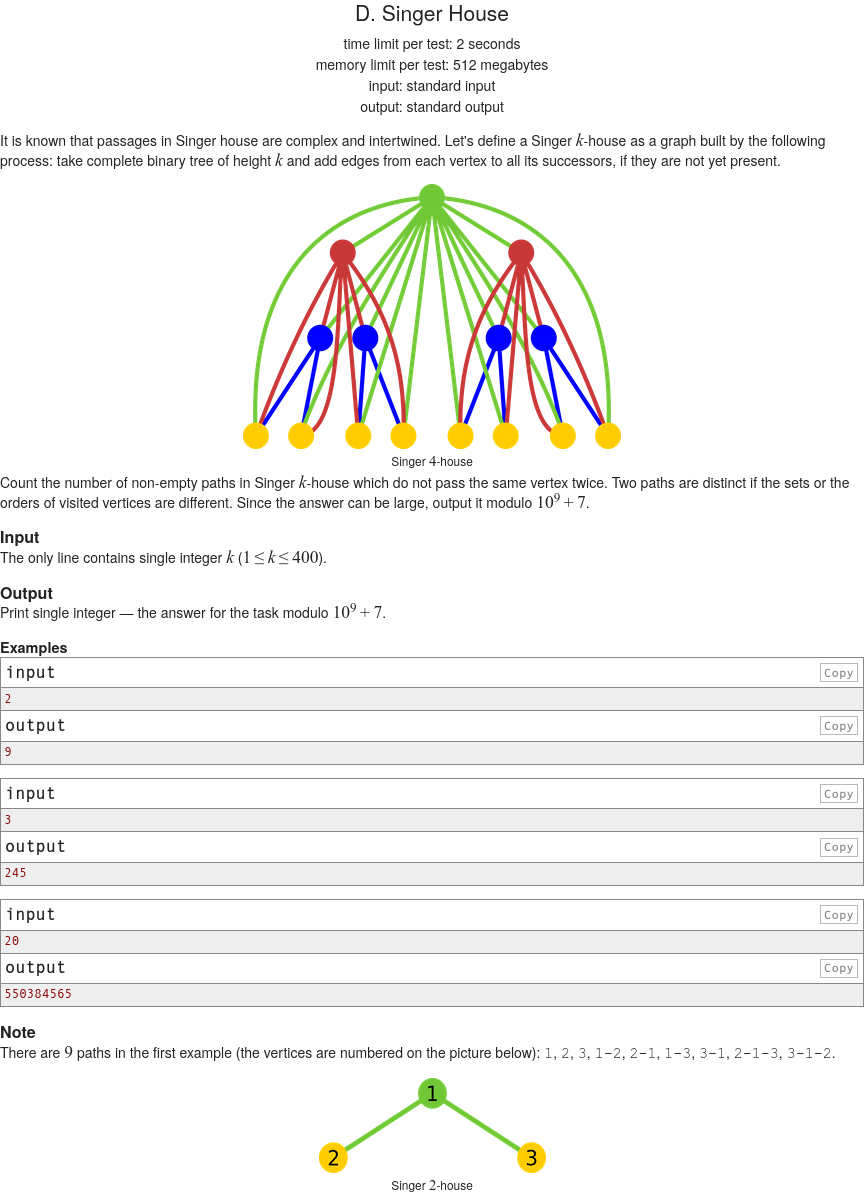 D. Singer House
time limit per test: 2 seconds
memory limit per test: 512 megabytes
input: standard input
output: standard output
It is known that passages in Singer house are complex and intertwined. Let's define a Singer k-house as a graph built by the following
process: take complete binary tree of height k and add edges from each vertex to all its successors, if they are not yet present.
Singer 4-house
Count the number of non-empty paths in Singer k-house which do not pass the same vertex twice. Two paths are distinct if the sets or the
orders of visited vertices are different. Since the answer can be large, output it modulo 10^9 + 7.
Input
The only line contains single integer k (1 ≤ k ≤ 400).
Output
Print single integer — the answer for the task modulo 10^9 + 7.
Examples
input Copy
2
output Copy
9
input Copy
3
output Copy
245
input Copy
20
output Copy
550384565
Note
There are 9 paths in the first example (the vertices are numbered on the picture below): 1, 2, 3, 1-2, 2-1, 1-3, 3-1, 2-1-3, 3-1-2.
1
2 3
Singer 2-house